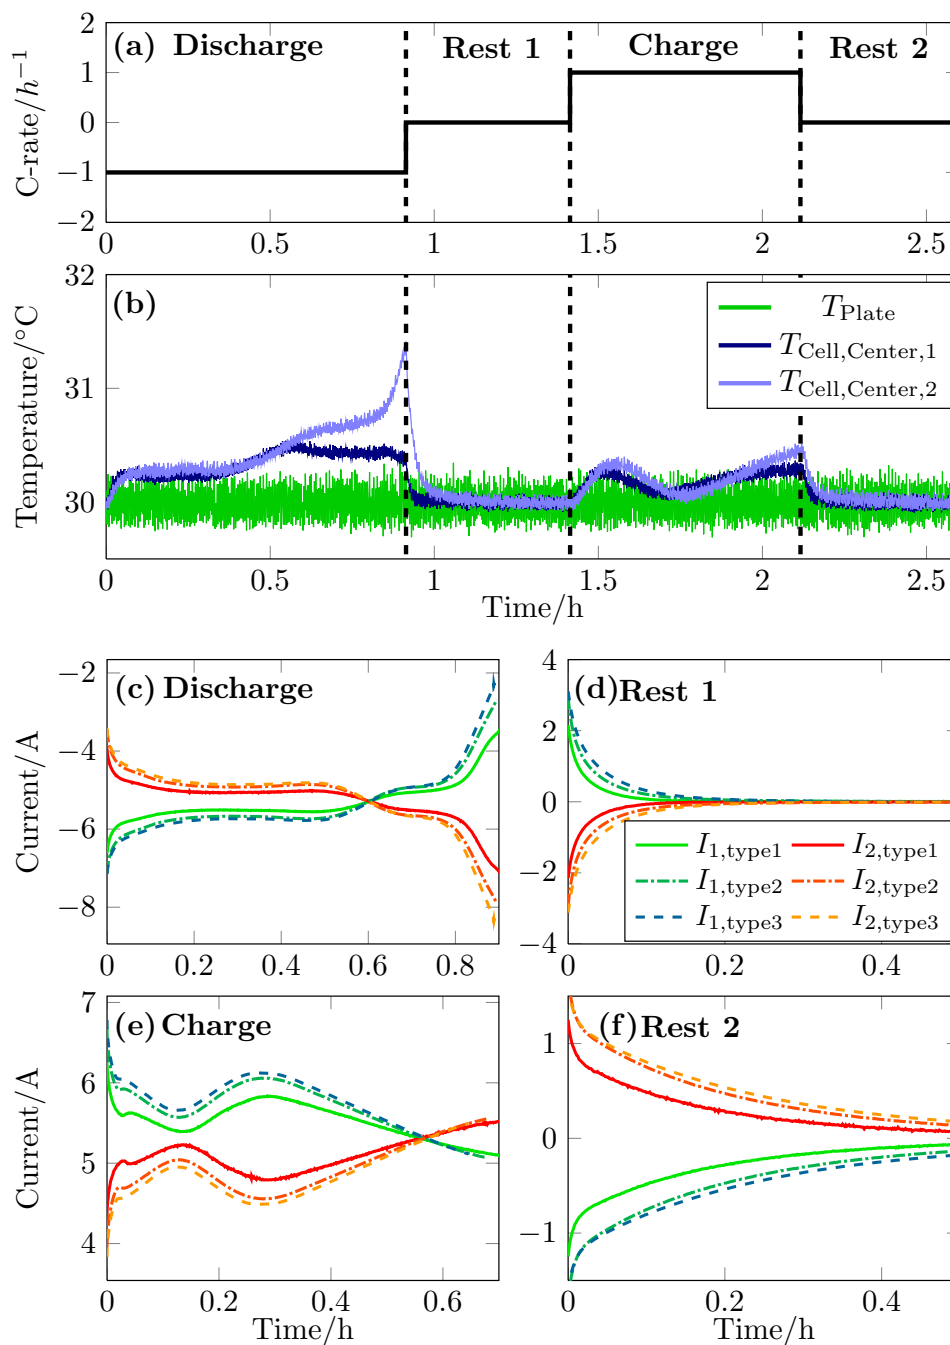 (a) Discharge Rest 1 Charge Rest 2
C-rate/h⁻¹
2
1
0
−1
−2
0 0.5 1 1.5 2 2.5
(b)
Temperature/°C
32
31
30
T_Plate
T_Cell,Center,1
T_Cell,Center,2
0 0.5 1 1.5 2 2.5
Time/h
(c) Discharge
Current/A
−2
−4
−6
−8
0 0.2 0.4 0.6 0.8
(d) Rest 1
4
2
0
−2
−4
I_1,type1 I_2,type1
I_1,type2 I_2,type2
I_1,type3 I_2,type3
0 0.2 0.4
(e) Charge
Current/A
7
6
5
4
0 0.2 0.4 0.6
Time/h
(f) Rest 2
1
0
−1
0 0.2 0.4
Time/h